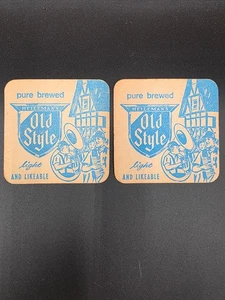 pure brewed
HEILEMAN'S
Old
Style
light
AND LIKEABLE
pure brewed
HEILEMAN'S
Old
Style
light
AND LIKEABLE